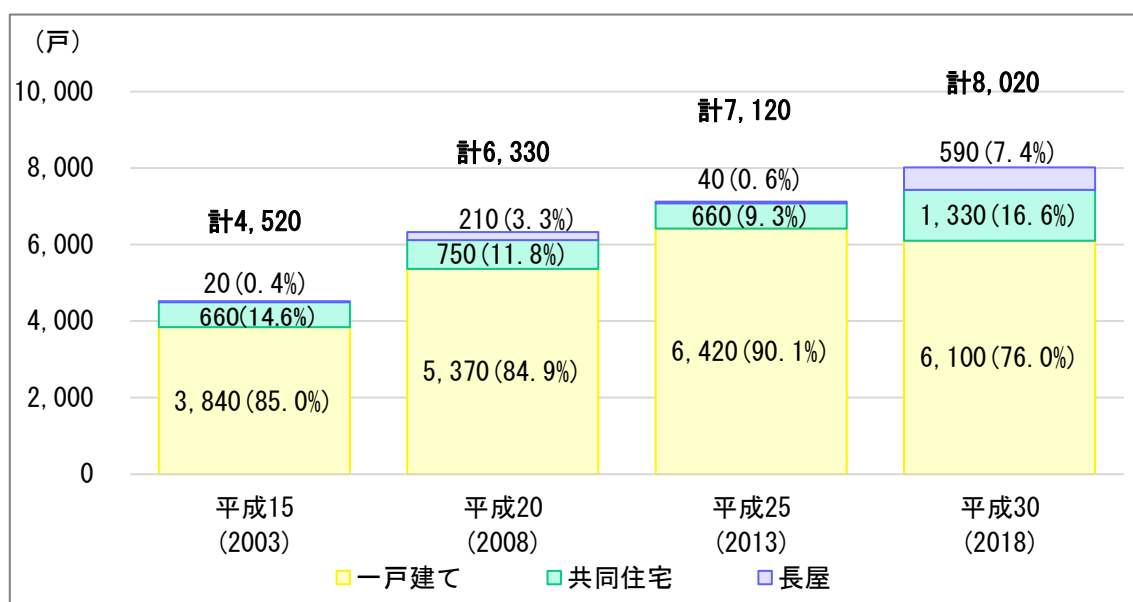 (戸)
10,000
8,000
6,000
4,000
2,000
0
計4,520
20(0.4%)
660(14.6%)
3,840(85.0%)
計6,330
210(3.3%)
750(11.8%)
5,370(84.9%)
計7,120
40(0.6%)
660(9.3%)
6,420(90.1%)
計8,020
590(7.4%)
1,330(16.6%)
6,100(76.0%)
平成15
(2003)
平成20
(2008)
平成25
(2013)
平成30
(2018)
一戸建て 共同住宅 長屋